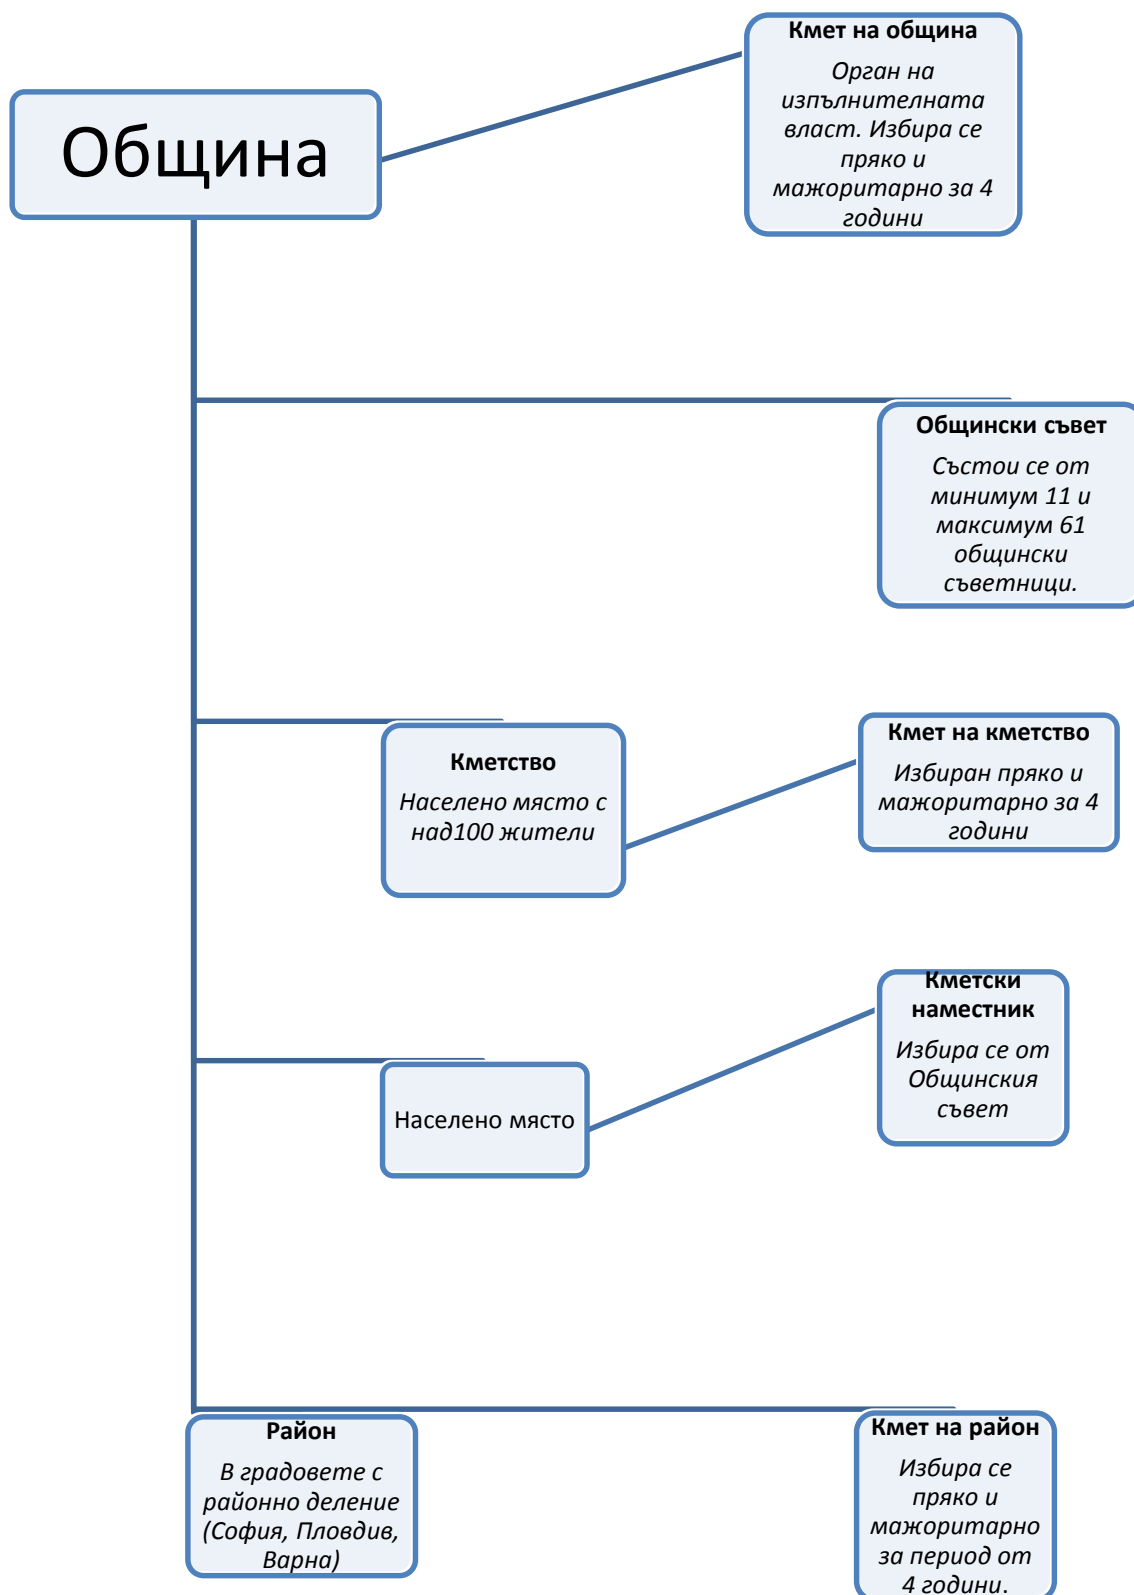 Община
Кмет на община
Орган на
изпълнителната
власт. Избира се
пряко и
мажоритарно за 4
години
Общински съвет
Състои се от
минимум 11 и
максимум 61
общински
съветници.
Кметство
Населено място с
над100 жители
Кмет на кметство
Избиран пряко и
мажоритарно за 4
години
Населено място
Кметски
наместник
Избира се от
Общинския
съвет
Район
В градовете с
районно деление
(София, Пловдив,
Варна)
Кмет на район
Избира се
пряко и
мажоритарно
за период от
4 години.